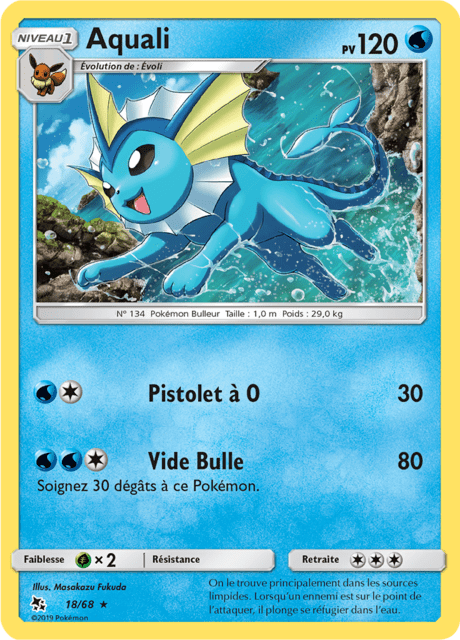 NIVEAU 1
Aquali
PV 120
Évolution de : Évoli
N° 134 Pokémon Bulleur Taille : 1,0 m Poids : 29,0 kg
Pistolet à O 30
Vide Bulle 80
Soignez 30 dégâts à ce Pokémon.
Faiblesse × 2 Résistance Retraite
Illus. Masakazu Fukuda
18/68 ★
©2019 Pokémon
On le trouve principalement dans les sources
limpides. Lorsqu'un ennemi est sur le point de
l'attaquer, il plonge se réfugier dans l'eau.